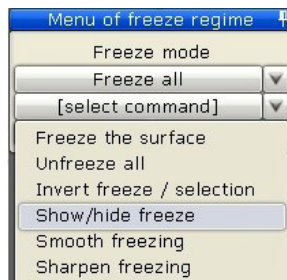 Menu of freeze regime
Freeze mode
Freeze all
[select command]
Freeze the surface
Unfreeze all
Invert freeze / selection
Show/hide freeze
Smooth freezing
Sharpen freezing